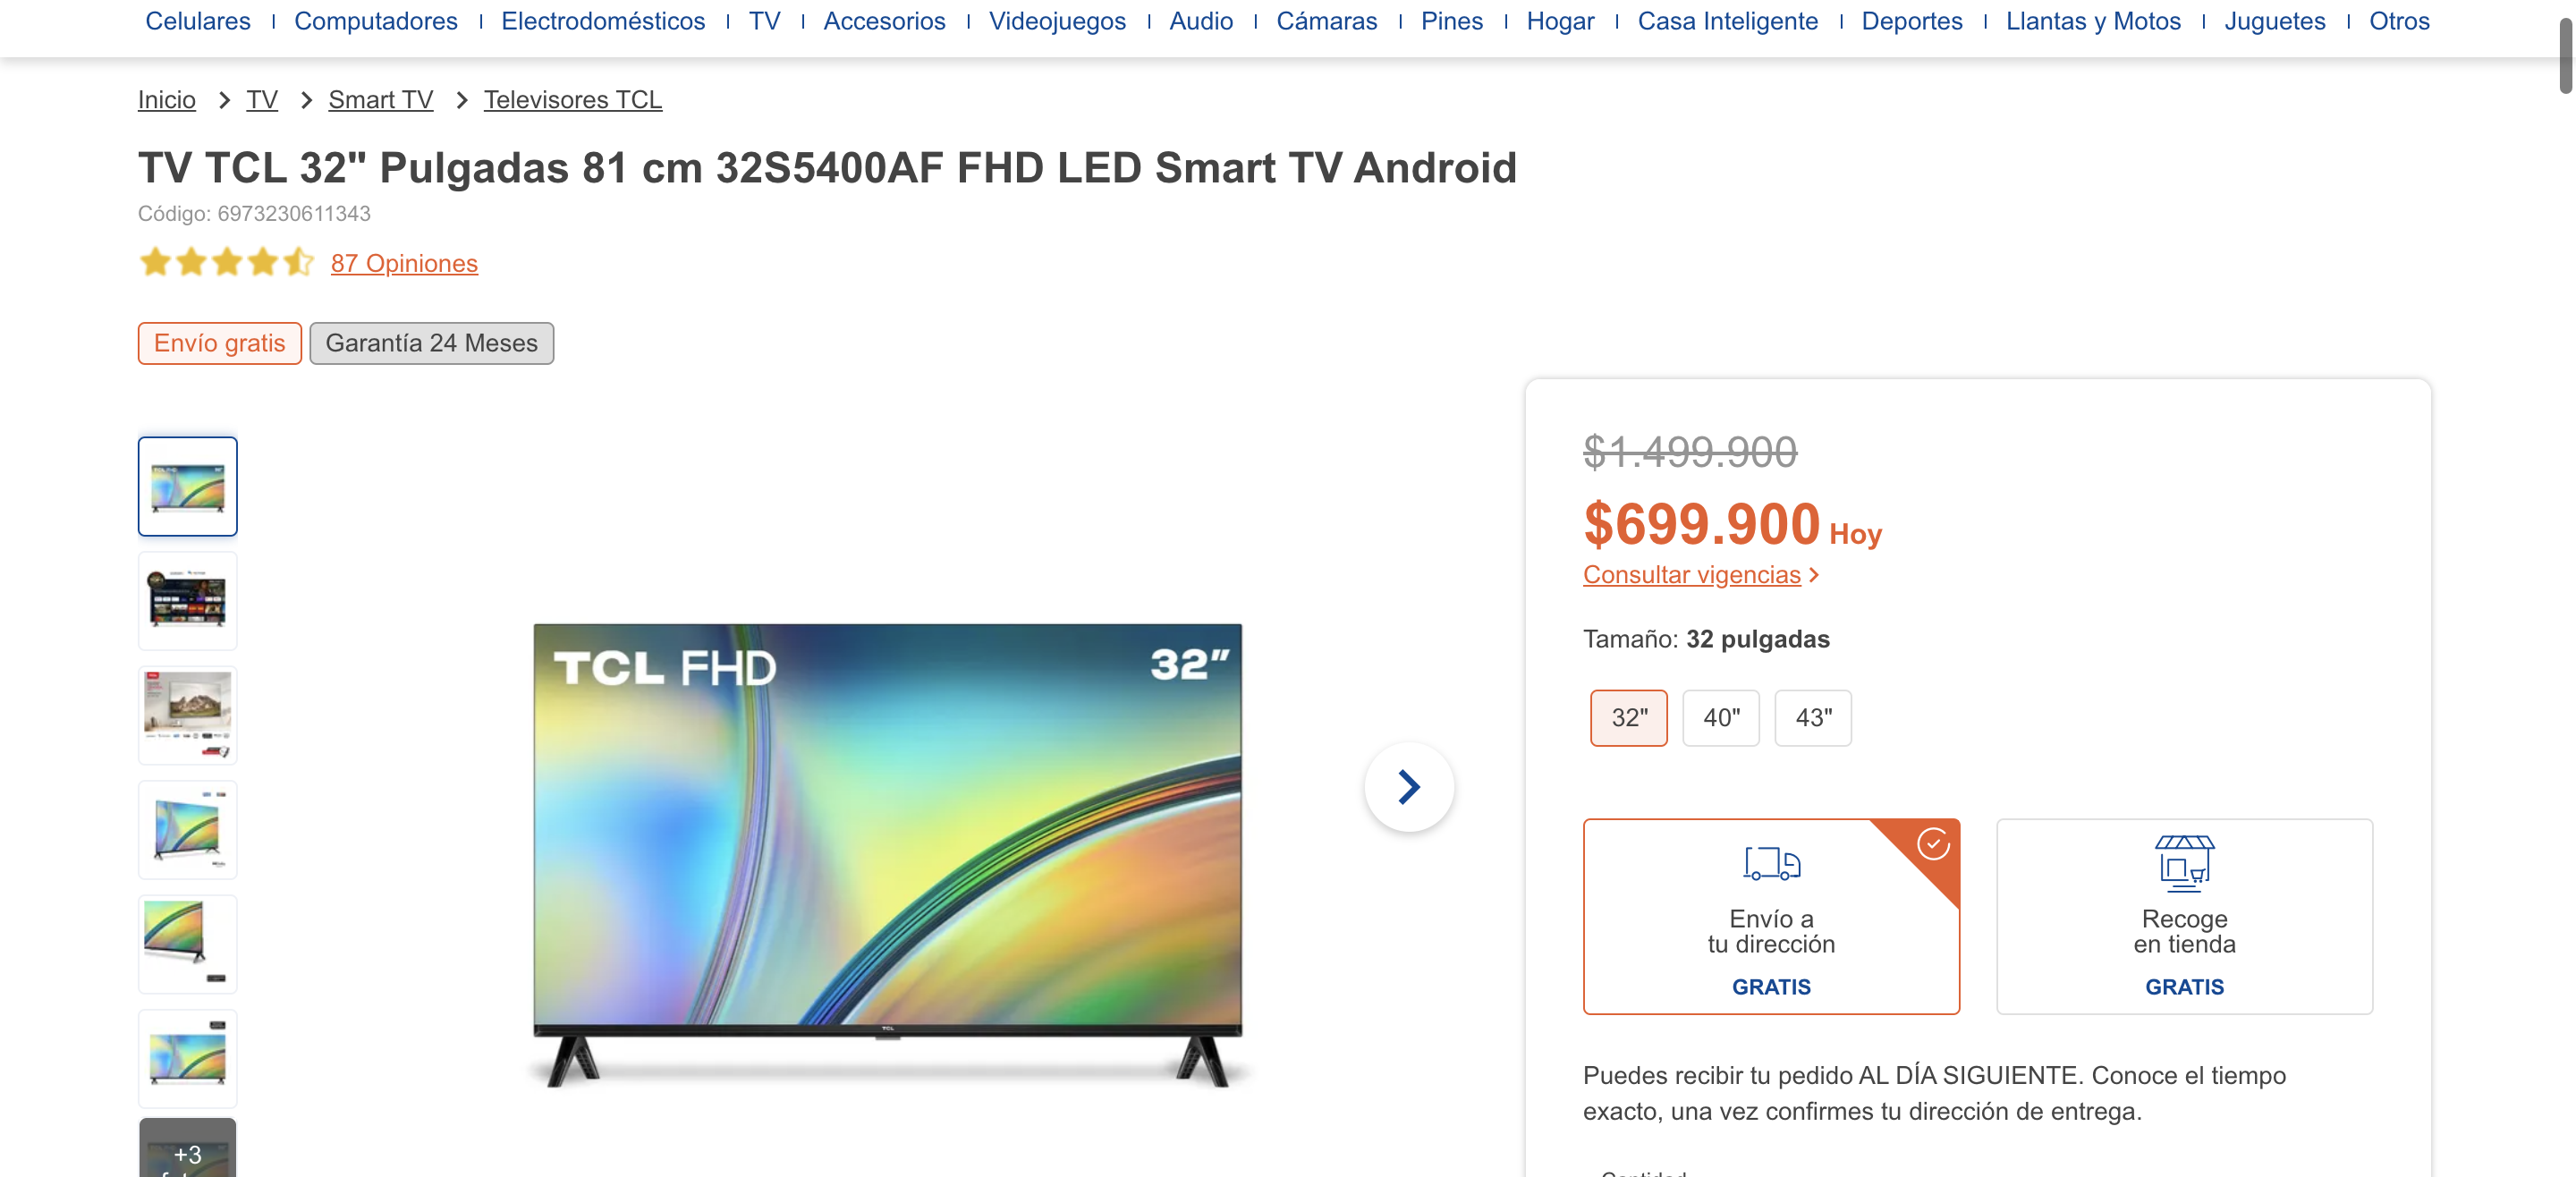 Celulares | Computadores | Electrodomésticos | TV | Accesorios | Videojuegos | Audio | Cámaras | Pines | Hogar | Casa Inteligente | Deportes | Llantas y Motos | Juguetes | Otros
Inicio > TV > Smart TV > Televisores TCL
TV TCL 32" Pulgadas 81 cm 32S5400AF FHD LED Smart TV Android
Código: 6973230611343
87 Opiniones
Envío gratis
Garantía 24 Meses
+3
TCL FHD
32"
TCL
$1.499.900
$699.900 Hoy
Consultar vigencias >
Tamaño: 32 pulgadas
32"
40"
43"
Envío a
tu dirección
GRATIS
Recoge
en tienda
GRATIS
Puedes recibir tu pedido AL DÍA SIGUIENTE. Conoce el tiempo
exacto, una vez confirmes tu dirección de entrega.